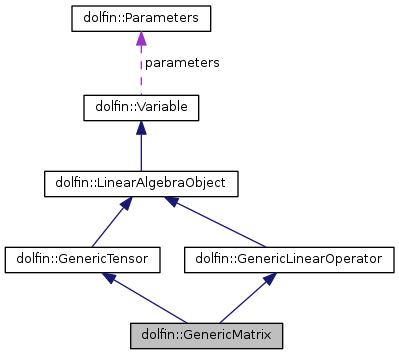 dolfin::Parameters
parameters
dolfin::Variable
dolfin::LinearAlgebraObject
dolfin::GenericTensor
dolfin::GenericLinearOperator
dolfin::GenericMatrix